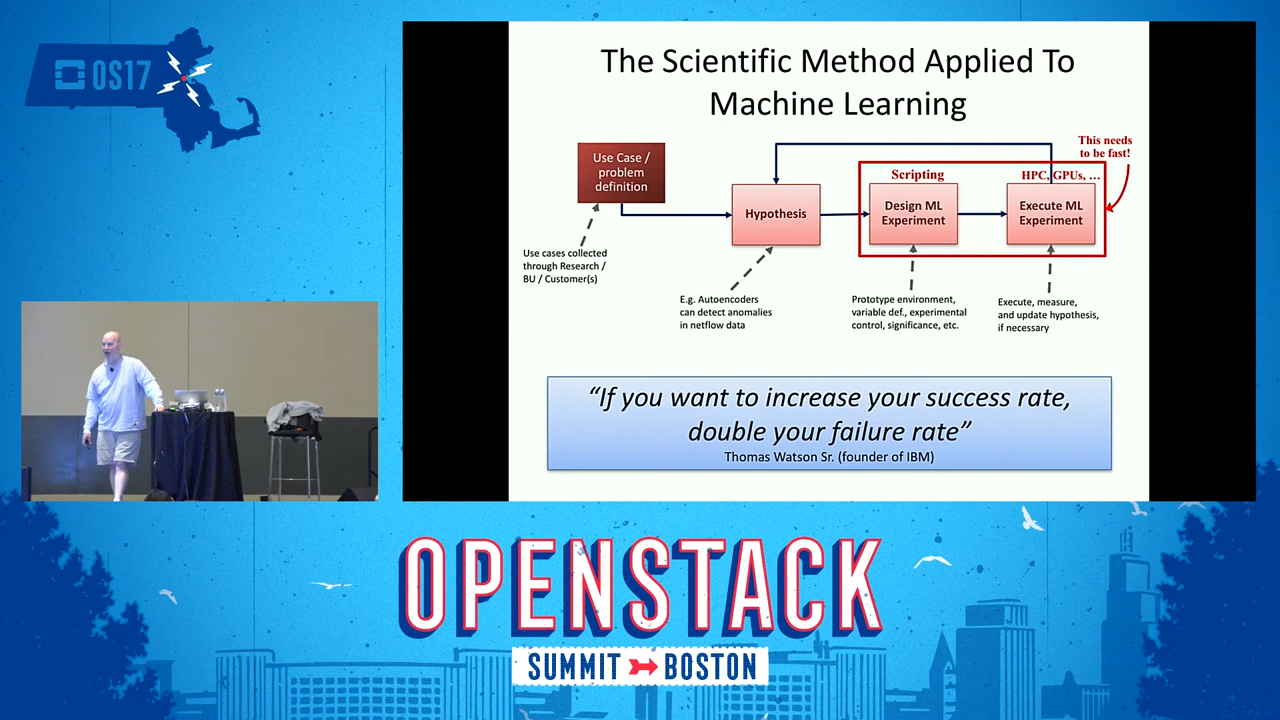 OS17
The Scientific Method Applied To
Machine Learning
This needs
to be fast!
Use Case /
problem
definition
Scripting
HPC, GPUs, ...
Hypothesis
Design ML
Experiment
Execute ML
Experiment
Use cases collected
through Research /
BU / Customer(s)
E.g. Autoencoders
can detect anomalies
in netflow data
Prototype environment,
variable def., experimental
control, significance, etc.
Execute, measure,
and update hypothesis,
if necessary
“If you want to increase your success rate,
double your failure rate”
Thomas Watson Sr. (founder of IBM)
OPENSTACK
SUMMIT BOSTON